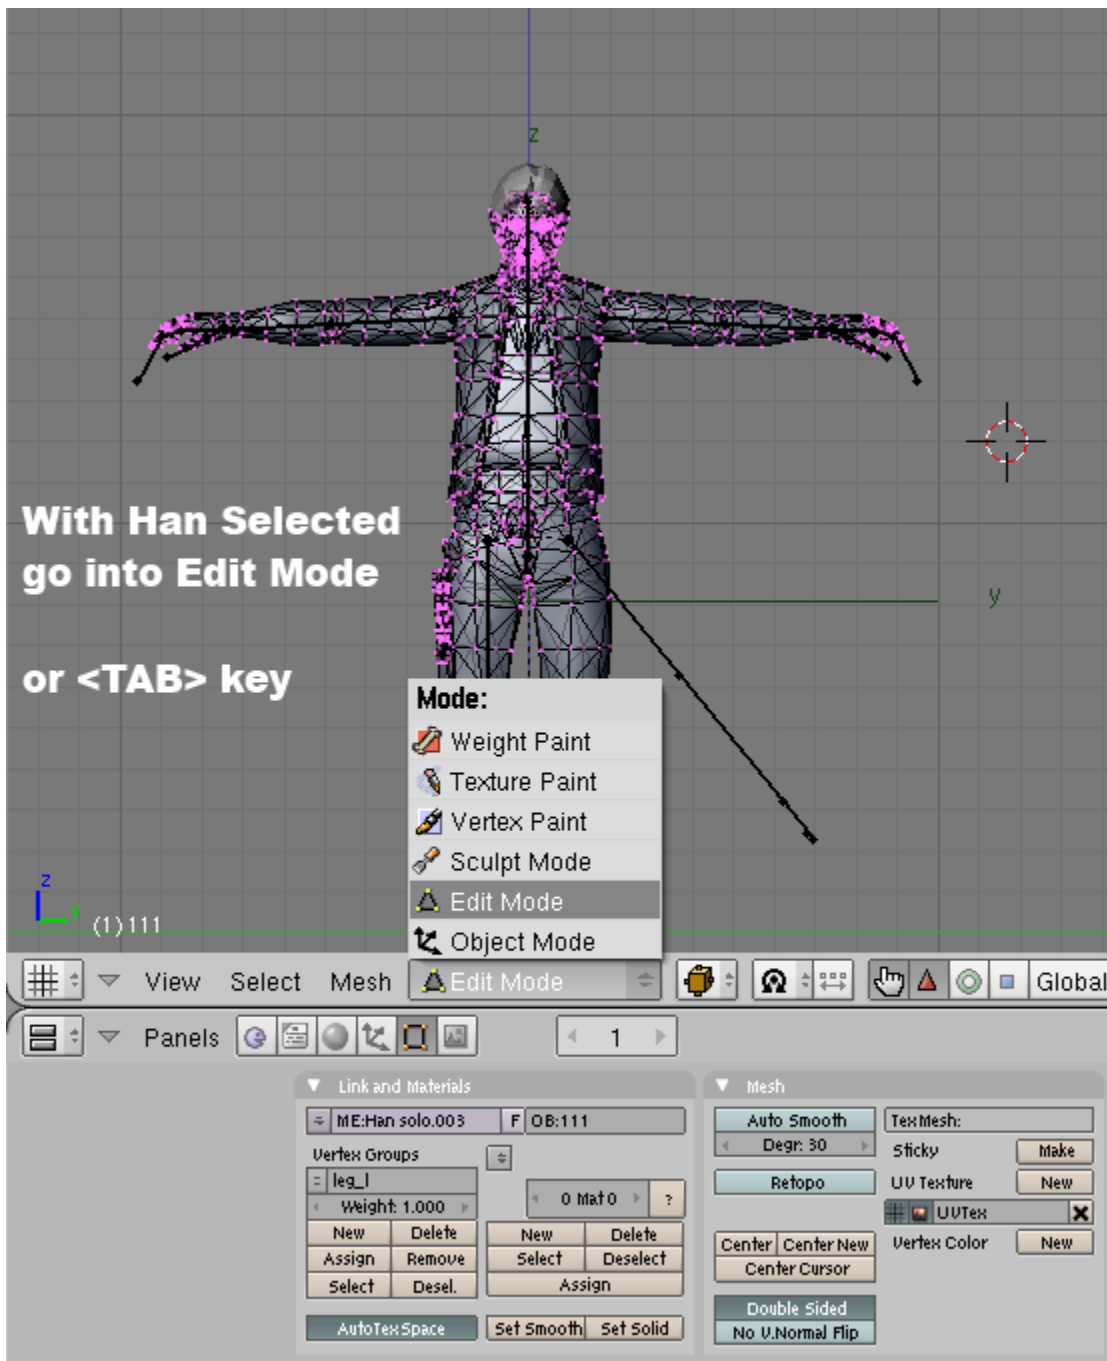 z
With Han Selected
go into Edit Mode
y
or <TAB> key
Mode:
Weight Paint
Texture Paint
Vertex Paint
Sculpt Mode
Edit Mode
Object Mode
z
y
(1) 111
View Select Mesh Edit Mode Global
Panels 1
Link and Materials
ME:Han solo.003 F OB:111
Vertex Groups
leg_l
Weight: 1.000
0 Mat 0 ?
New Delete New Delete
Assign Remove Select Deselect
Select Desel. Assign
AutoTexSpace Set Smooth Set Solid
Mesh
Auto Smooth TexMesh:
Degr: 30 Sticky Make
Retopo UV Texture New
UVTex
Center Center New Vertex Color New
Center Cursor
Double Sided
No V.Normal Flip